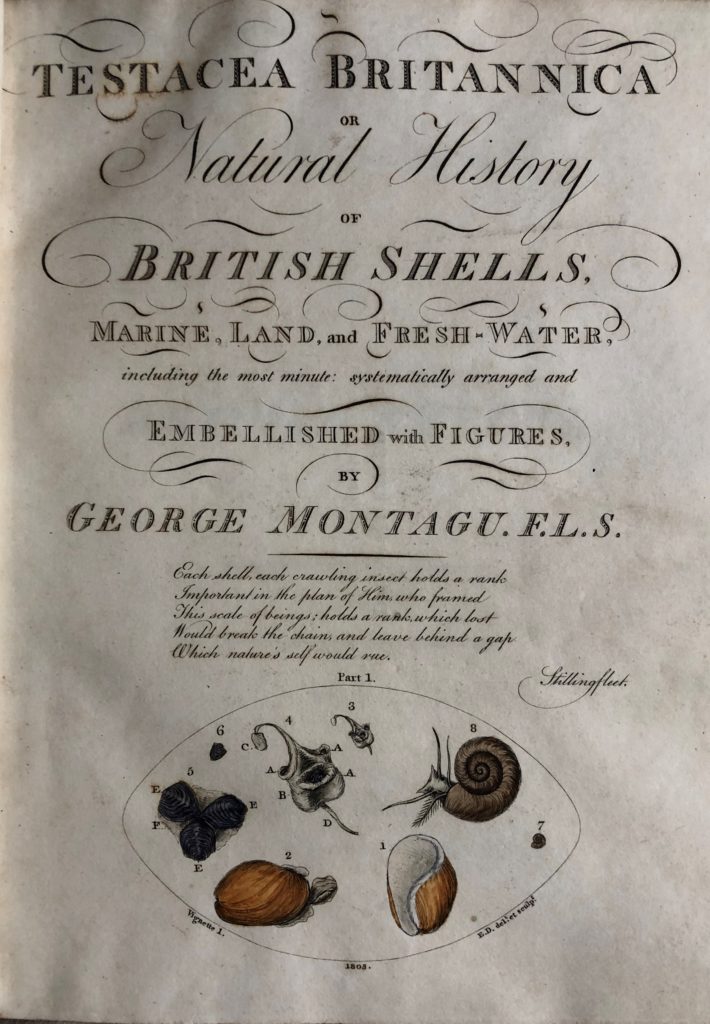 TESTACEA BRITANNICA
OR
Natural History
OF
BRITISH SHELLS,
MARINE, LAND, and FRESH-WATER,
including the most minute: systematically arranged and
EMBELLISHED with FIGURES,
BY
GEORGE MONTAGU. F.L.S.
Each shell, each crawling insect holds a rank
Important in the plan of Him, who framed
This scale of beings; holds a rank, which lost
Would break the chain, and leave behind a gap
Which nature's self would rue.
Stillingfleet.
Part 1.
3
4
8
6
C
A
A
A
5
B
E
E
F
D
E
7
2
1
Vignette 1.
E.D. delt. et sculpt.
1803.